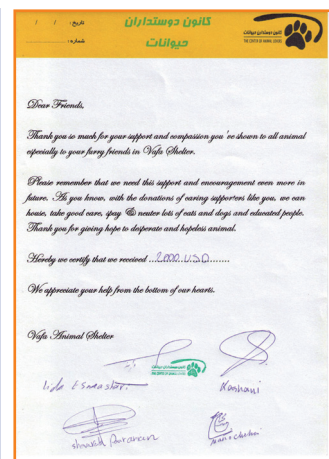 تاریخ: / /
شماره:
کانون دوستداران
حیوانات
کانون دوستداران حیوانات
THE CENTER OF ANIMAL LOVERS
Dear Friends,
Thank you so much for your support and compassion you 've shown to all animal
especially to your furry friends in Vafa Shelter.
Please remember that we need this support and encouragement even more in
future. As you know, with the donations of caring supporters like you, we can
house, take good care, spay & neuter lots of cats and dogs and educated people.
Thank you for giving hope to desperate and hopeless animal.
Hereby we certify that we received ...2000 USD.......
We appreciate your help from the bottom of our hearts.
Vafa Animal Shelter
Kashani